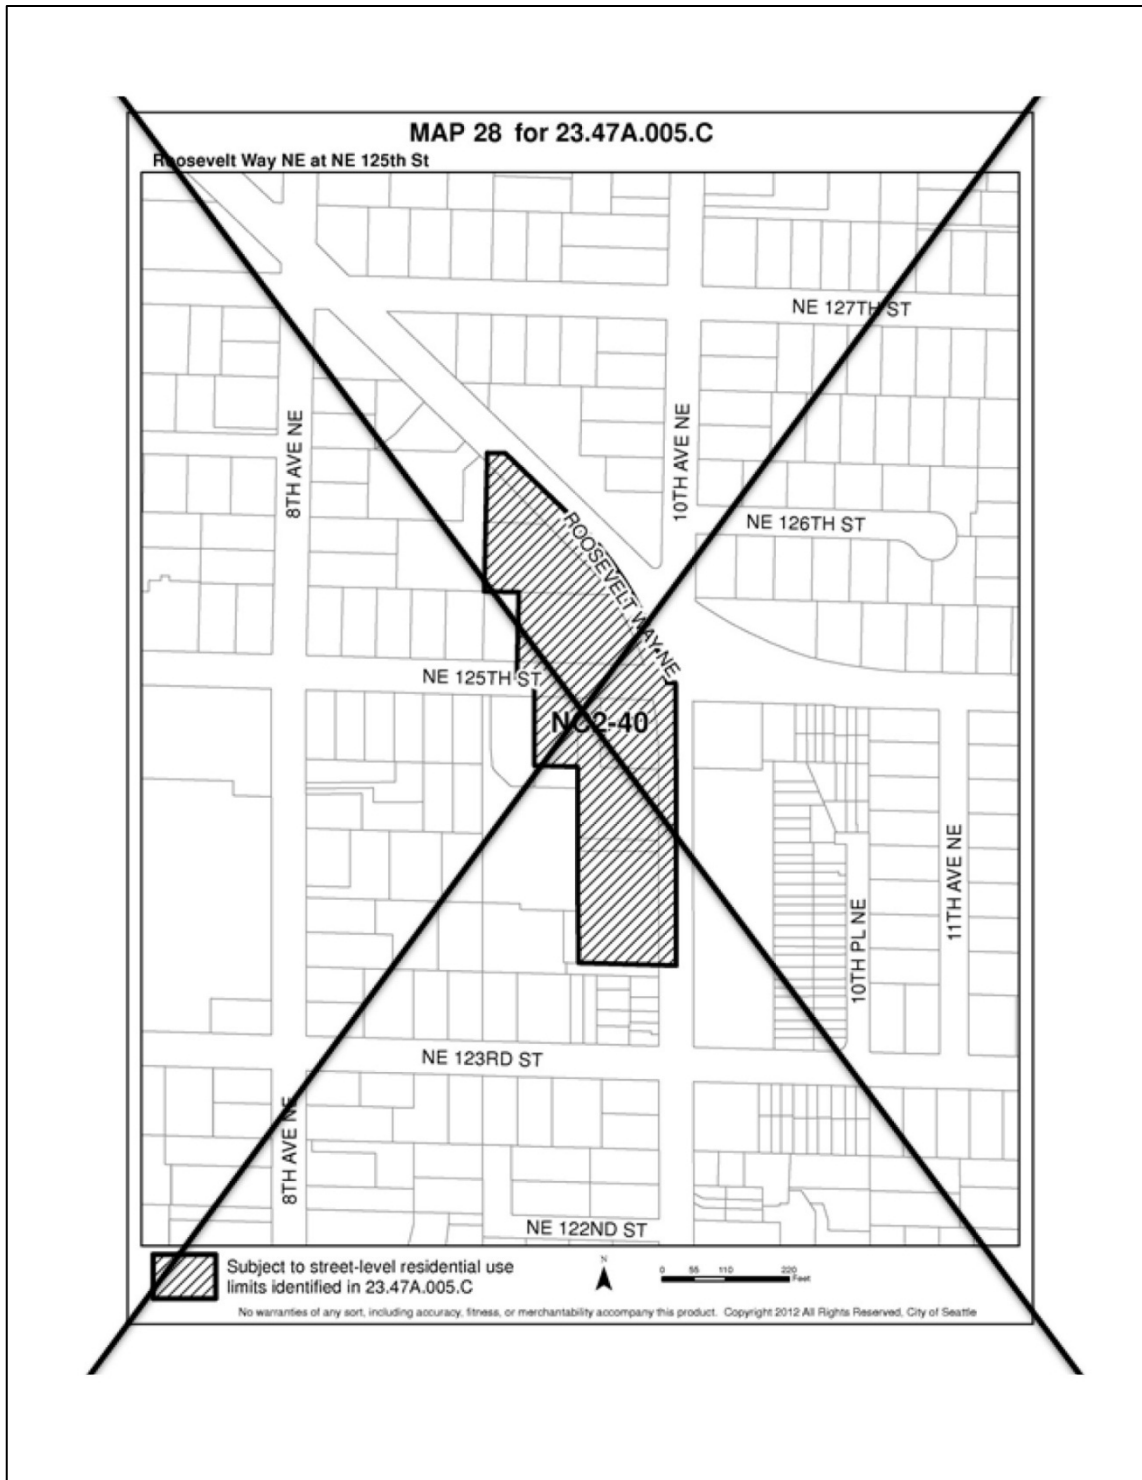 MAP 28 for 23.47A.005.C
Roosevelt Way NE at NE 125th St
NE 127TH ST
8TH AVE NE
10TH AVE NE
NE 126TH ST
ROOSEVELT WAY NE
NE 125TH ST
NC2-40
11TH AVE NE
10TH PL NE
NE 123RD ST
8TH AVE NE
NE 122ND ST
Subject to street-level residential use
limits identified in 23.47A.005.C
N
0 55 110 220
Feet
No warranties of any sort, including accuracy, fitness, or merchantability accompany this product. Copyright 2012 All Rights Reserved, City of Seattle